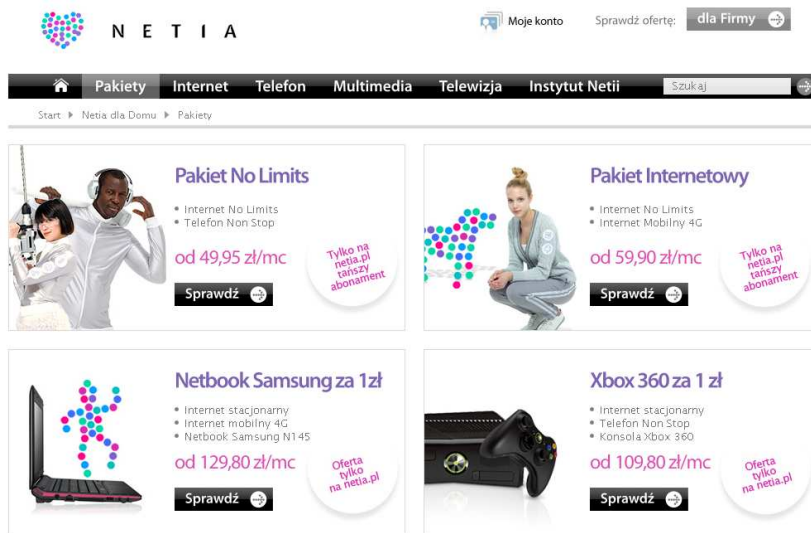 NETIA
Moje konto
Sprawdź ofertę:
dla Firmy
Pakiety Internet Telefon Multimedia Telewizja Instytut Netii
Szukaj
Start Netia dla Domu Pakiety
Pakiet No Limits
Internet No Limits
Telefon Non Stop
od 49,95 zł/mc
Sprawdź
Tylko na
netia.pl
tańszy
abonament
Pakiet Internetowy
Internet No Limits
Internet Mobilny 4G
od 59,90 zł/mc
Sprawdź
Tylko na
netia.pl
tańszy
abonament
Netbook Samsung za 1zł
Internet stacjonarny
Internet mobilny 4G
Netbook Samsung N145
od 129,80 zł/mc
Sprawdź
Oferta
tylko
na netia.pl
Xbox 360 za 1 zł
Internet stacjonarny
Telefon Non Stop
Konsola Xbox 360
od 109,80 zł/mc
Sprawdź
Oferta
tylko
na netia.pl